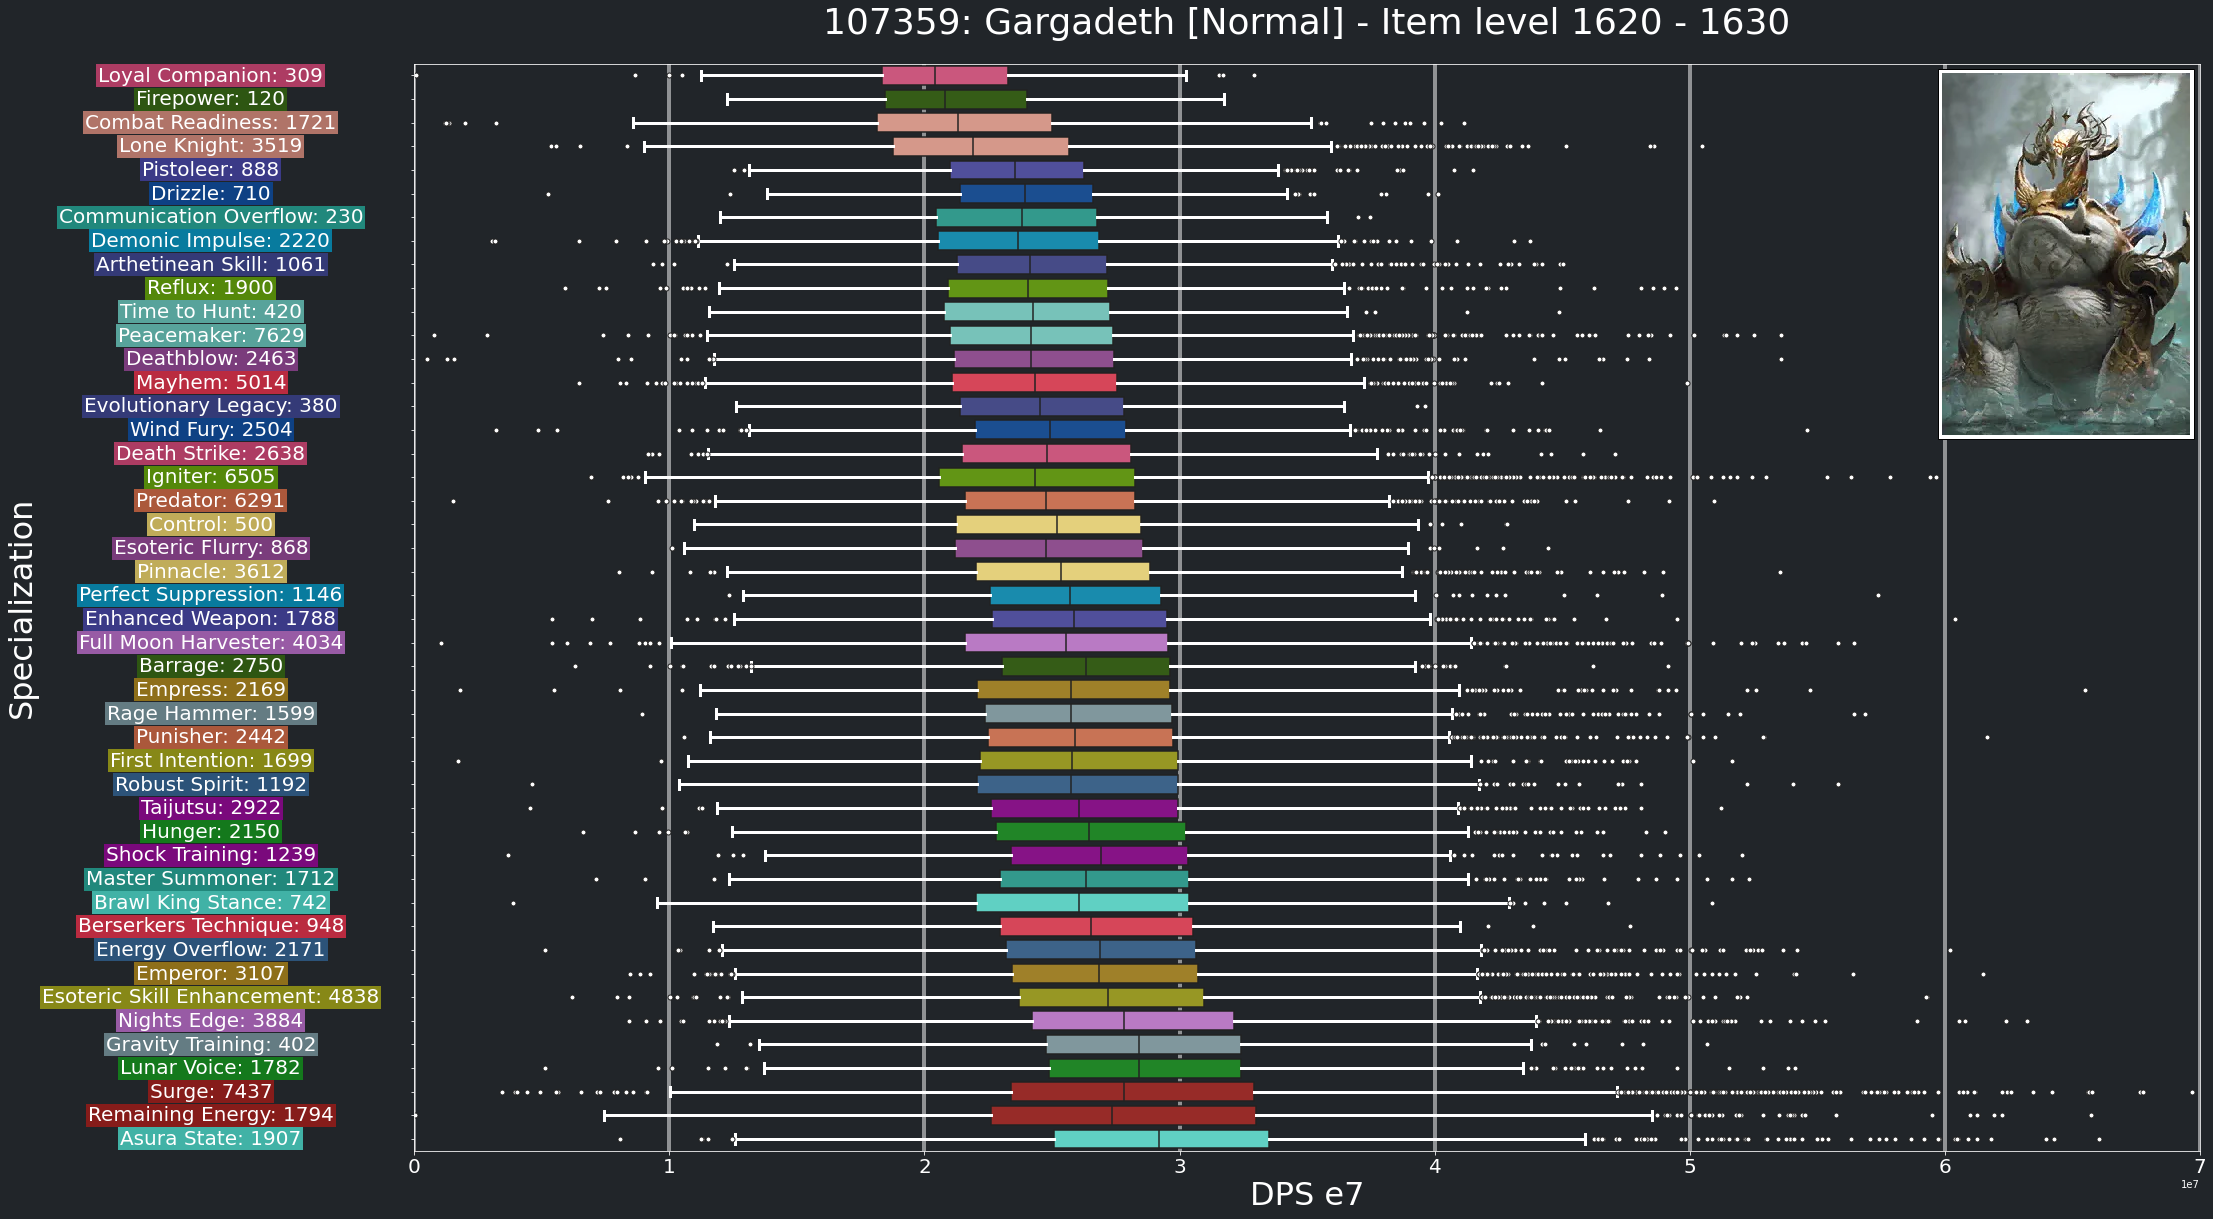 107359: Gargadeth [Normal] - Item level 1620 - 1630
Loyal Companion: 309
Firepower: 120
Combat Readiness: 1721
Lone Knight: 3519
Pistoleer: 888
Drizzle: 710
Communication Overflow: 230
Demonic Impulse: 2220
Arthetinean Skill: 1061
Reflux: 1900
Time to Hunt: 420
Peacemaker: 7629
Deathblow: 2463
Mayhem: 5014
Evolutionary Legacy: 380
Wind Fury: 2504
Death Strike: 2638
Igniter: 6505
Predator: 6291
Control: 500
Esoteric Flurry: 868
Pinnacle: 3612
Perfect Suppression: 1146
Enhanced Weapon: 1788
Full Moon Harvester: 4034
Barrage: 2750
Empress: 2169
Rage Hammer: 1599
Punisher: 2442
First Intention: 1699
Robust Spirit: 1192
Taijutsu: 2922
Hunger: 2150
Shock Training: 1239
Master Summoner: 1712
Brawl King Stance: 742
Berserkers Technique: 948
Energy Overflow: 2171
Emperor: 3107
Esoteric Skill Enhancement: 4838
Nights Edge: 3884
Gravity Training: 402
Lunar Voice: 1782
Surge: 7437
Remaining Energy: 1794
Asura State: 1907
Specialization
0 1 2 3 4 5 6 7
DPS e7
1e7